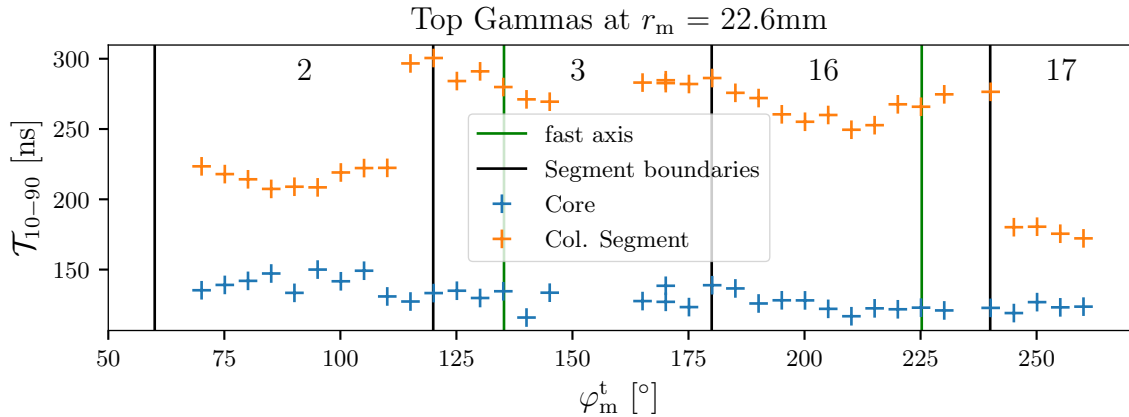 Top Gammas at r_m = 22.6mm
2 3 16 17
300
250
200
150
𝒯_10−90 [ns]
fast axis
Segment boundaries
Core
Col. Segment
50 75 100 125 150 175 200 225 250
φ_m^t [°]